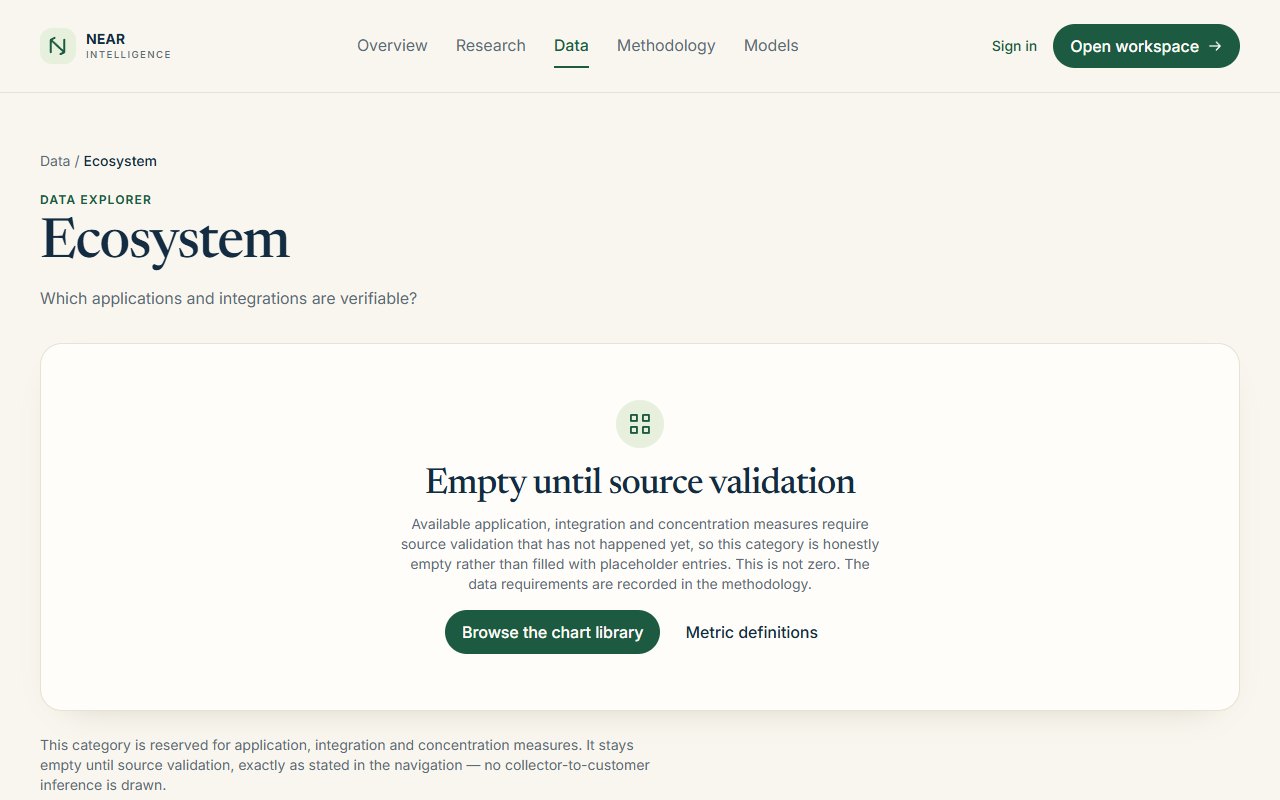 NEAR
INTELLIGENCE
Overview
Research
Data
Methodology
Models
Sign in
Open workspace →
Data / Ecosystem
DATA EXPLORER
Ecosystem
Which applications and integrations are verifiable?
Empty until source validation
Available application, integration and concentration measures require
source validation that has not happened yet, so this category is honestly
empty rather than filled with placeholder entries. This is not zero. The
data requirements are recorded in the methodology.
Browse the chart library
Metric definitions
This category is reserved for application, integration and concentration measures. It stays
empty until source validation, exactly as stated in the navigation — no collector-to-customer
inference is drawn.